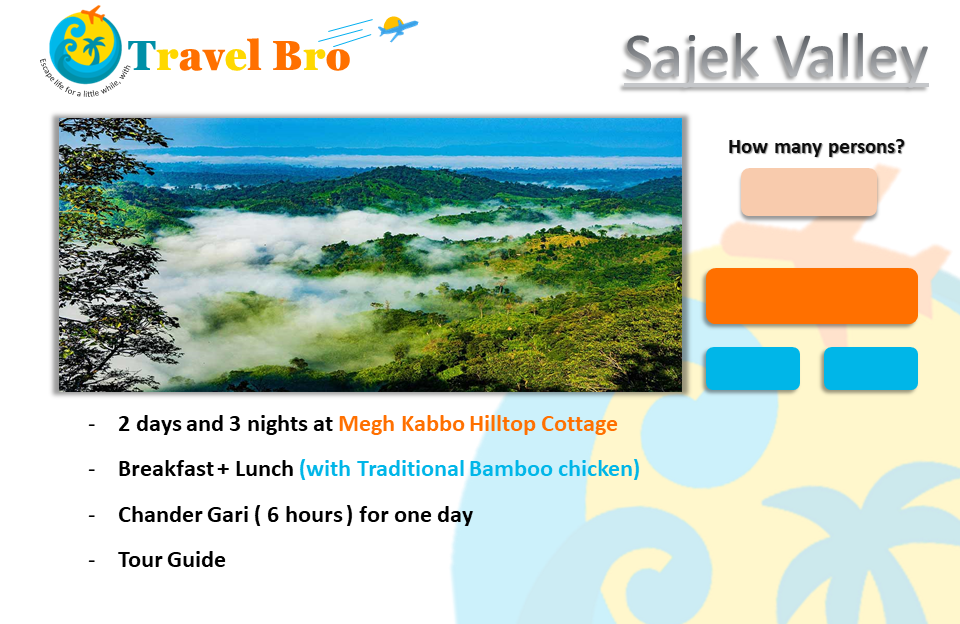 Travel Bro
Escape life for a little while, with
Sajek Valley
How many persons?
- 2 days and 3 nights at Megh Kabbo Hilltop Cottage
- Breakfast + Lunch (with Traditional Bamboo chicken)
- Chander Gari ( 6 hours ) for one day
- Tour Guide